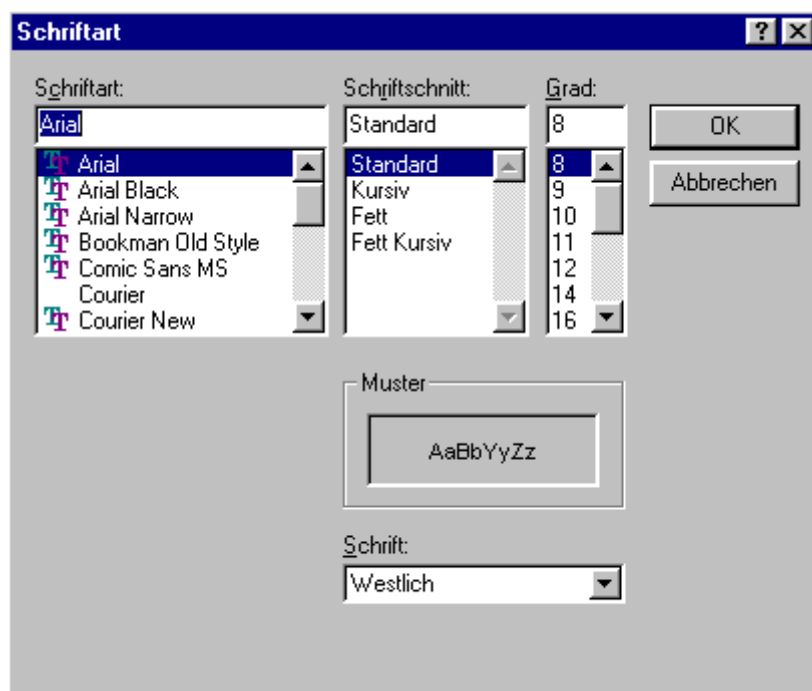 Schriftart
Schriftart: Schriftschnitt: Grad:
Arial Standard 8 OK
Arial Standard 8 Abbrechen
Arial Black Kursiv 9
Arial Narrow Fett 10
Bookman Old Style Fett Kursiv 11
Comic Sans MS 12
Courier 14
Courier New 16
Muster
AaBbYyZz
Schrift:
Westlich